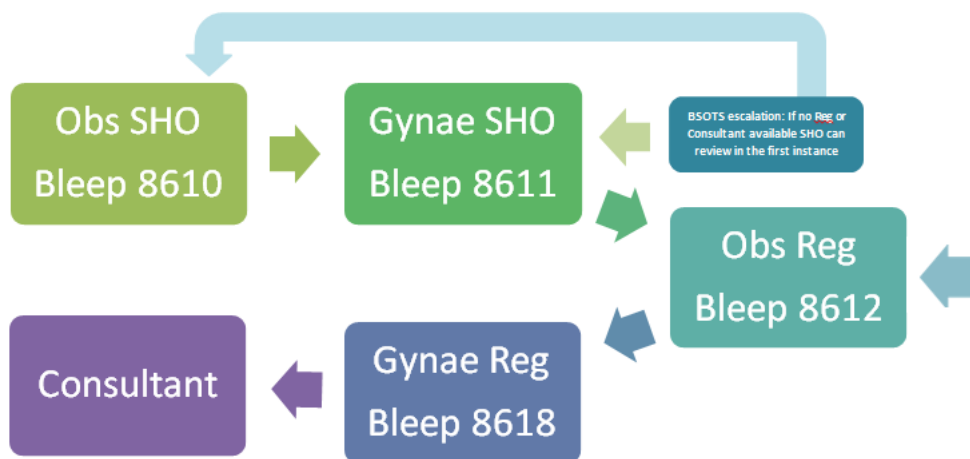 Obs SHO
Bleep 8610
Gynae SHO
Bleep 8611
BSOTS escalation: If no Reg or
Consultant available SHO can
review in the first instance
Obs Reg
Bleep 8612
Gynae Reg
Bleep 8618
Consultant